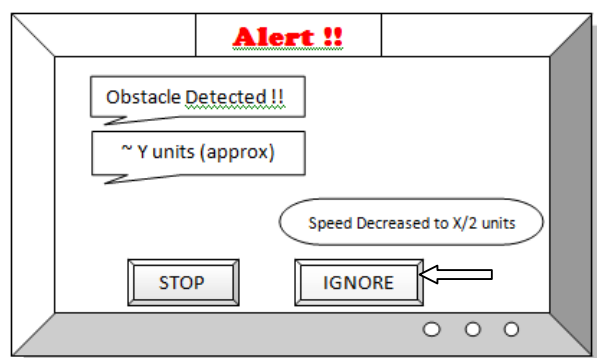 Alert !!
Obstacle Detected !!
~ Y units (approx)
Speed Decreased to X/2 units
STOP
IGNORE